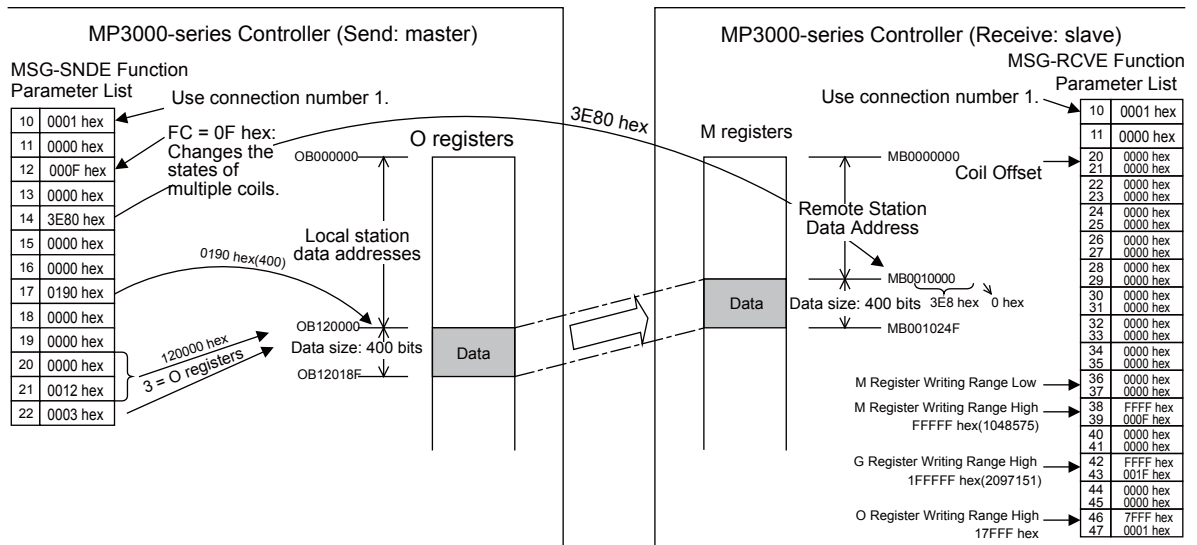 MP3000-series Controller (Send: master)
MSG-SNDE Function
Parameter List
10 0001 hex
11 0000 hex
12 000F hex
13 0000 hex
14 3E80 hex
15 0000 hex
16 0000 hex
17 0190 hex
18 0000 hex
19 0000 hex
20 0000 hex
21 0012 hex
22 0003 hex
Use connection number 1.
FC = 0F hex:
Changes the
states of
multiple coils.
0190 hex(400)
120000 hex
3 = O registers
O registers
OB000000
Local station
data addresses
OB120000
Data size: 400 bits
OB12018F
Data
3E80 hex
MP3000-series Controller (Receive: slave)
MSG-RCVE Function
Parameter List
Use connection number 1.
M registers
MB0000000
Coil Offset
Remote Station
Data Address
MB0010000
3E8 hex 0 hex
Data size: 400 bits
MB001024F
Data
M Register Writing Range Low
M Register Writing Range High
FFFFF hex(1048575)
G Register Writing Range High
1FFFFF hex(2097151)
O Register Writing Range High
17FFF hex
10 0001 hex
11 0000 hex
20 0000 hex
21 0000 hex
22 0000 hex
23 0000 hex
24 0000 hex
25 0000 hex
26 0000 hex
27 0000 hex
28 0000 hex
29 0000 hex
30 0000 hex
31 0000 hex
32 0000 hex
33 0000 hex
34 0000 hex
35 0000 hex
36 0000 hex
37 0000 hex
38 FFFF hex
39 000F hex
40 0000 hex
41 0000 hex
42 FFFF hex
43 001F hex
44 0000 hex
45 0000 hex
46 7FFF hex
47 0001 hex